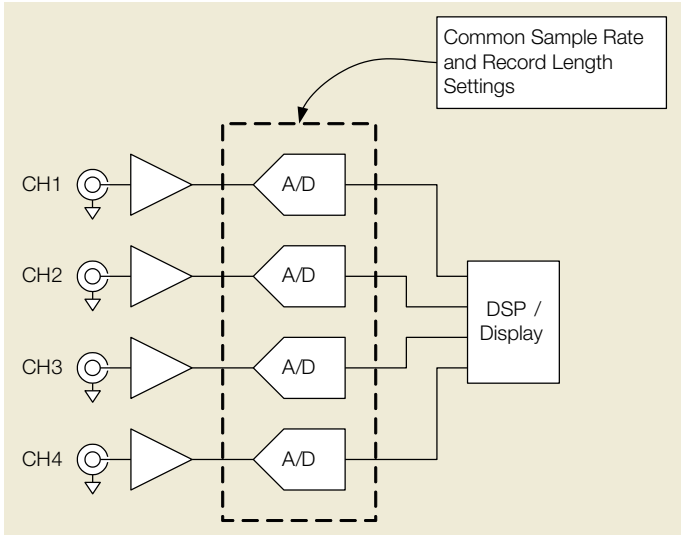 Common Sample Rate
and Record Length
Settings
CH1
A/D
CH2
A/D
DSP /
Display
CH3
A/D
CH4
A/D